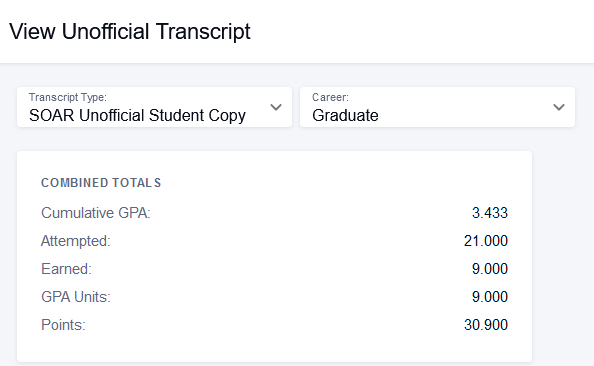 View Unofficial Transcript
Transcript Type:
SOAR Unofficial Student Copy
Career:
Graduate
COMBINED TOTALS
Cumulative GPA: 3.433
Attempted: 21.000
Earned: 9.000
GPA Units: 9.000
Points: 30.900